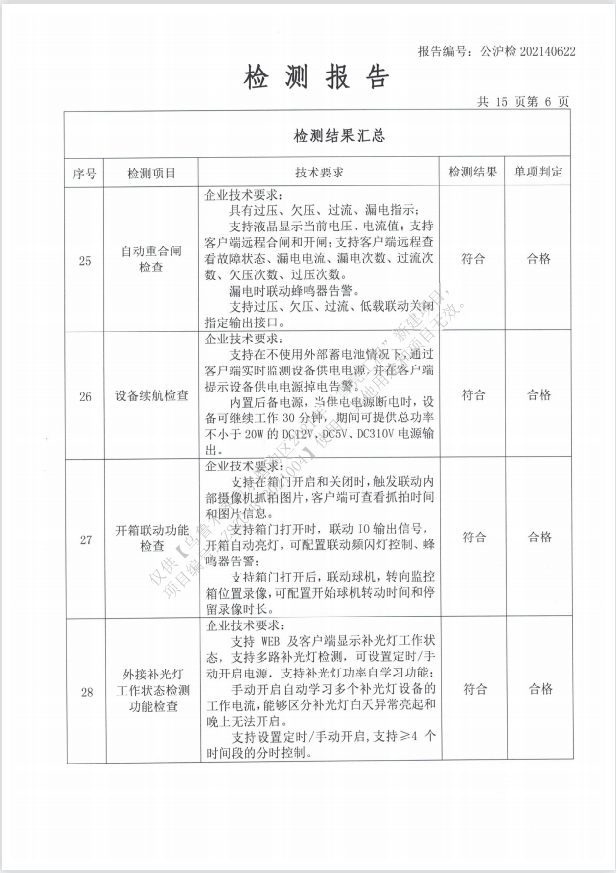 报告编号：公沪检 202140622
检 测 报 告
共 15 页第 6 页
检测结果汇总
序号 检测项目 技术要求 检测结果 单项判定
25
自动重合闸
检查
企业技术要求：
具有过压、欠压、过流、漏电指示；
支持液晶显示当前电压、电流值，支持
客户端远程合闸和开闸；支持客户端远程查
看故障状态、漏电电流、漏电次数、过流次
数、欠压次数、过压次数。
漏电时联动蜂鸣器告警。
支持过压、欠压、过流、低载联动关闭
指定输出接口。
符合
合格
26
设备续航检查
企业技术要求：
支持在不使用外部蓄电池情况下，通过
客户端实时监测设备供电电源，并在客户端
提示设备供电电源掉电告警。
内置后备电源，当供电电源断电时，设
备可继续工作 30 分钟，期间可提供总功率
不小于 20W 的 DC12V、DC5V、DC310V 电源输
出。
符合
合格
27
开箱联动功能
检查
企业技术要求：
支持在箱门开启和关闭时，触发联动内
部摄像机抓拍图片，客户端可查看抓拍时间
和图片信息。
支持箱门打开时，联动 IO 输出信号，
开箱自动亮灯，可配置联动频闪灯控制、蜂
鸣器告警；
支持箱门打开后，联动球机，转向监控
箱位置录像，可配置开始球机转动时间和停
留录像时长。
符合
合格
28
外接补光灯
工作状态检测
功能检查
企业技术要求：
支持 WEB 及客户端显示补光灯工作状
态，支持多路补光灯检测，可设置定时/手
动开启电源，支持补光灯功率自学习功能；
手动开启自动学习多个补光灯设备的
工作电流，能够区分补光灯白天异常亮起和
晚上无法开启。
支持设置定时/手动开启，支持≥4 个
时间段的分时控制。
符合
合格